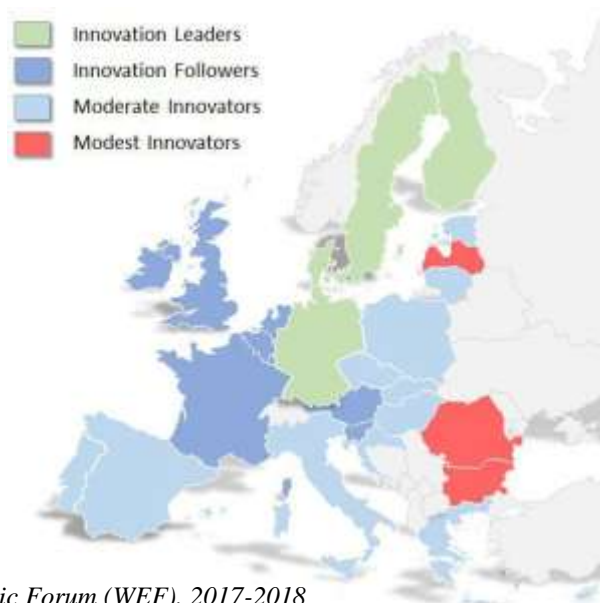 Innovation Leaders
Innovation Followers
Moderate Innovators
Modest Innovators
ic Forum (WEF), 2017-2018